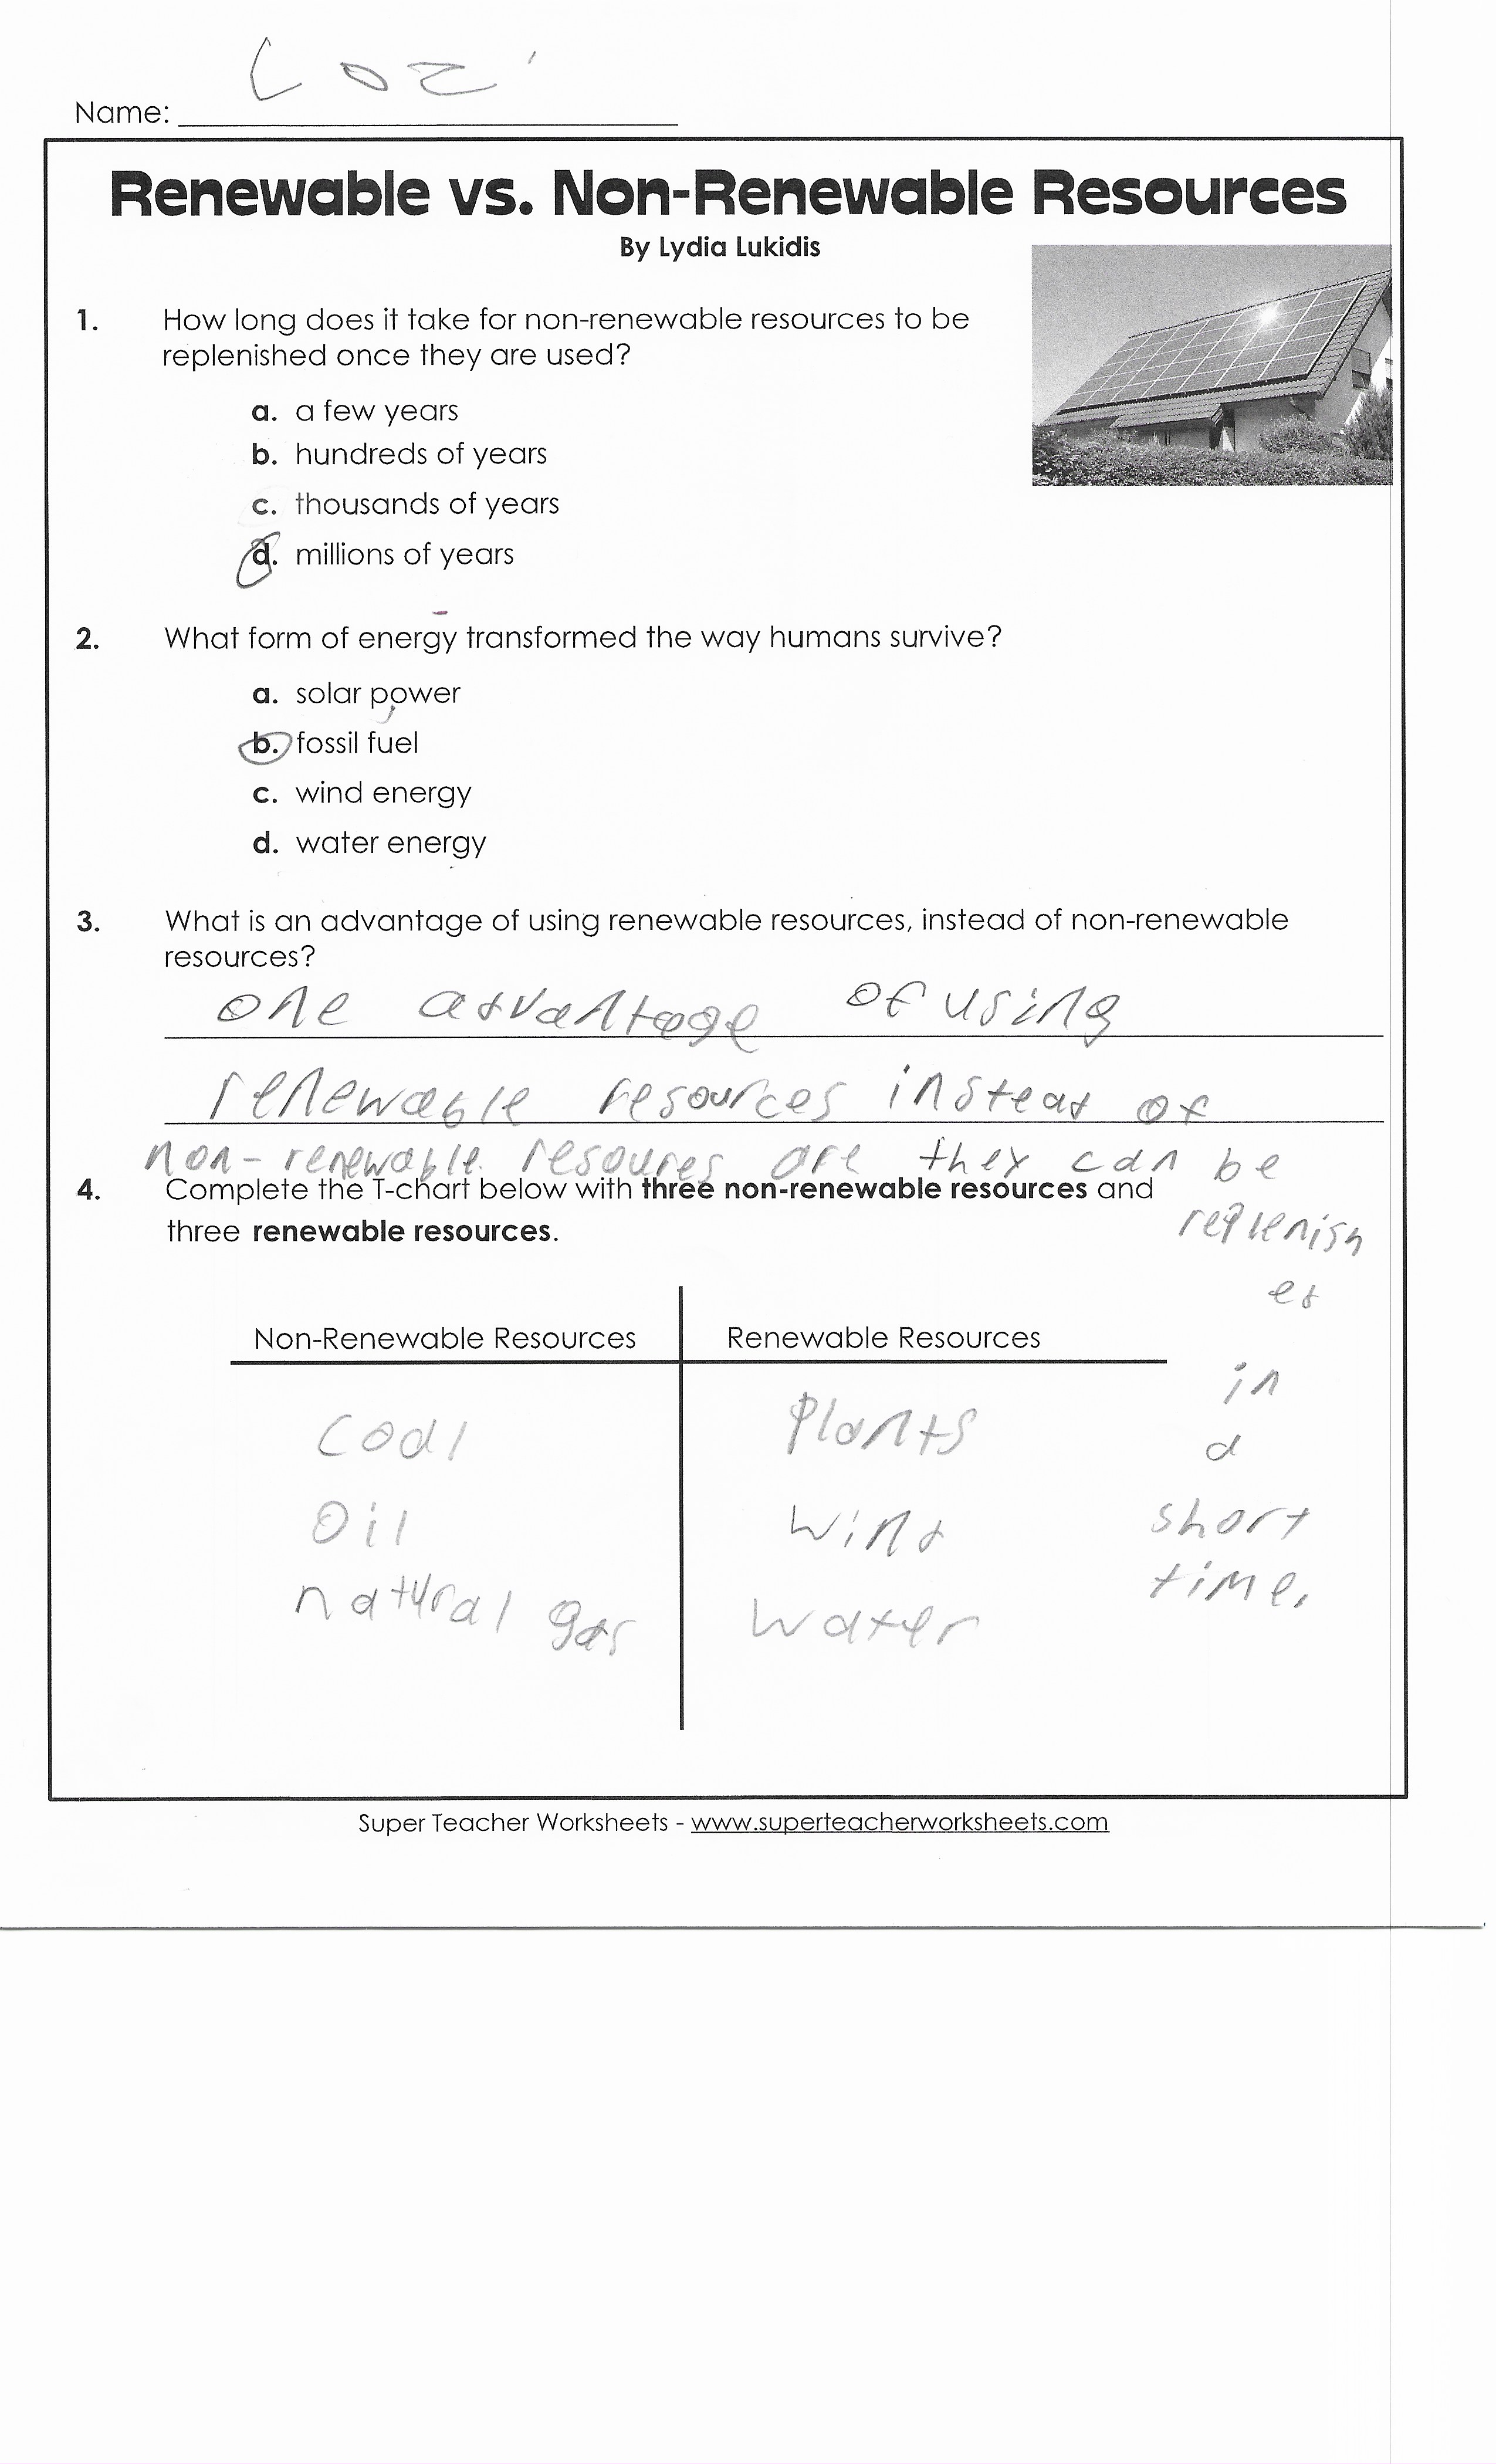 Coz
Name:
Renewable vs. Non-Renewable Resources
By Lydia Lukidis
1. How long does it take for non-renewable resources to be
replenished once they are used?
a. a few years
b. hundreds of years
c. thousands of years
d. millions of years
2. What form of energy transformed the way humans survive?
a. solar power
b. fossil fuel
c. wind energy
d. water energy
3. What is an advantage of using renewable resources, instead of non-renewable
resources?
one advantage of using
renewable resources instead of
non-renewable resoures are they can be
replenish
ed
in
a
short
time.
4. Complete the T-chart below with three non-renewable resources and
three renewable resources.
Non-Renewable Resources Renewable Resources
Coal Plants
Oil Wind
natural gas Water
Super Teacher Worksheets - www.superteacherworksheets.com